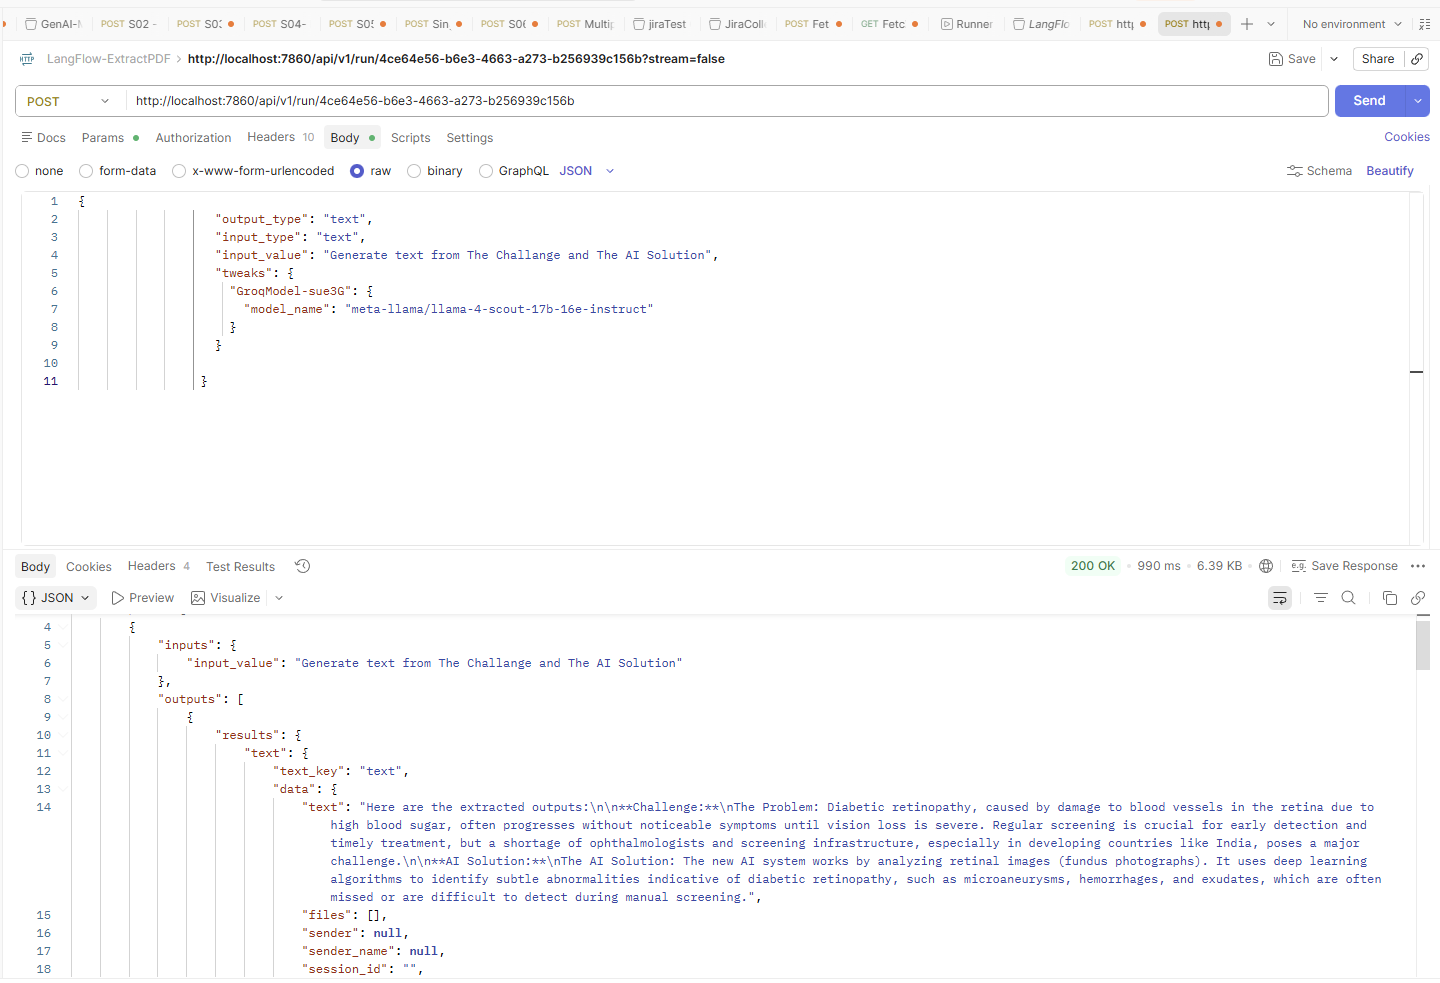 GenAI-N POST S02 - POST S03 POST S04- POST S05 POST Sin POST S06 POST Multip jiraTest JiraColl POST Fet GET Fetc Runner LangFlo POST http POST http No environment
HTTP LangFlow-ExtractPDF > http://localhost:7860/api/v1/run/4ce64e56-b6e3-4663-a273-b256939c156b?stream=false Save Share
POST http://localhost:7860/api/v1/run/4ce64e56-b6e3-4663-a273-b256939c156b Send
Docs Params Authorization Headers 10 Body Scripts Settings Cookies
none form-data x-www-form-urlencoded raw binary GraphQL JSON Schema Beautify
1 {
2 "output_type": "text",
3 "input_type": "text",
4 "input_value": "Generate text from The Challange and The AI Solution",
5 "tweaks": {
6 "GroqModel-sue3G": {
7 "model_name": "meta-llama/llama-4-scout-17b-16e-instruct"
8 }
9 }
10
11 }
Body Cookies Headers 4 Test Results 200 OK • 990 ms • 6.39 KB • e.g. Save Response
{} JSON Preview Visualize
4 {
5 "inputs": {
6 "input_value": "Generate text from The Challange and The AI Solution"
7 },
8 "outputs": [
9 {
10 "results": {
11 "text": {
12 "text_key": "text",
13 "data": {
14 "text": "Here are the extracted outputs:\n\n**Challenge:**\nThe Problem: Diabetic retinopathy, caused by damage to blood vessels in the retina due to
high blood sugar, often progresses without noticeable symptoms until vision loss is severe. Regular screening is crucial for early detection and
timely treatment, but a shortage of ophthalmologists and screening infrastructure, especially in developing countries like India, poses a major
challenge.\n\n**AI Solution:**\nThe AI Solution: The new AI system works by analyzing retinal images (fundus photographs). It uses deep learning
algorithms to identify subtle abnormalities indicative of diabetic retinopathy, such as microaneurysms, hemorrhages, and exudates, which are often
missed or are difficult to detect during manual screening.",
15 "files": [],
16 "sender": null,
17 "sender_name": null,
18 "session_id": "",